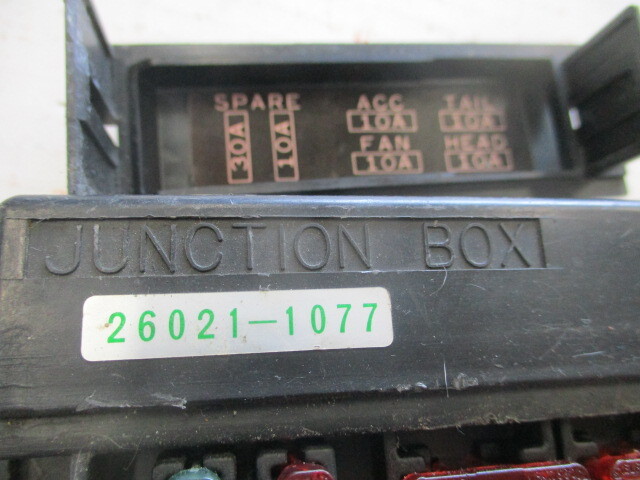 SPARE ACC TAIL
30A 10A 10A 10A
FAN HEAD
10A 10A
JUNCTION BOX
26021-1077